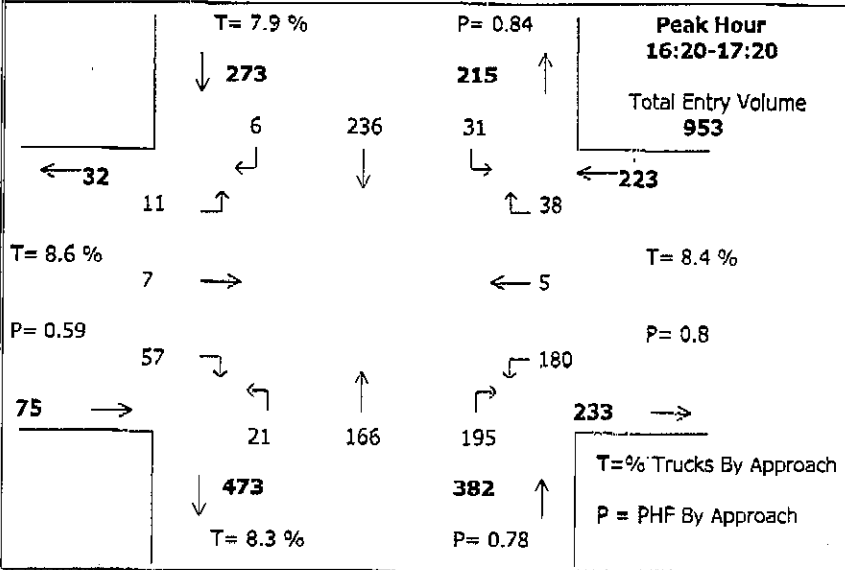 T= 7.9 %
P= 0.84
Peak Hour
16:20-17:20
273
215
Total Entry Volume
953
6
236
31
32
223
11
38
T= 8.6 %
T= 8.4 %
7
5
P= 0.59
P= 0.8
57
180
75
233
21
166
195
T=% Trucks By Approach
473
382
P = PHF By Approach
T= 8.3 %
P= 0.78